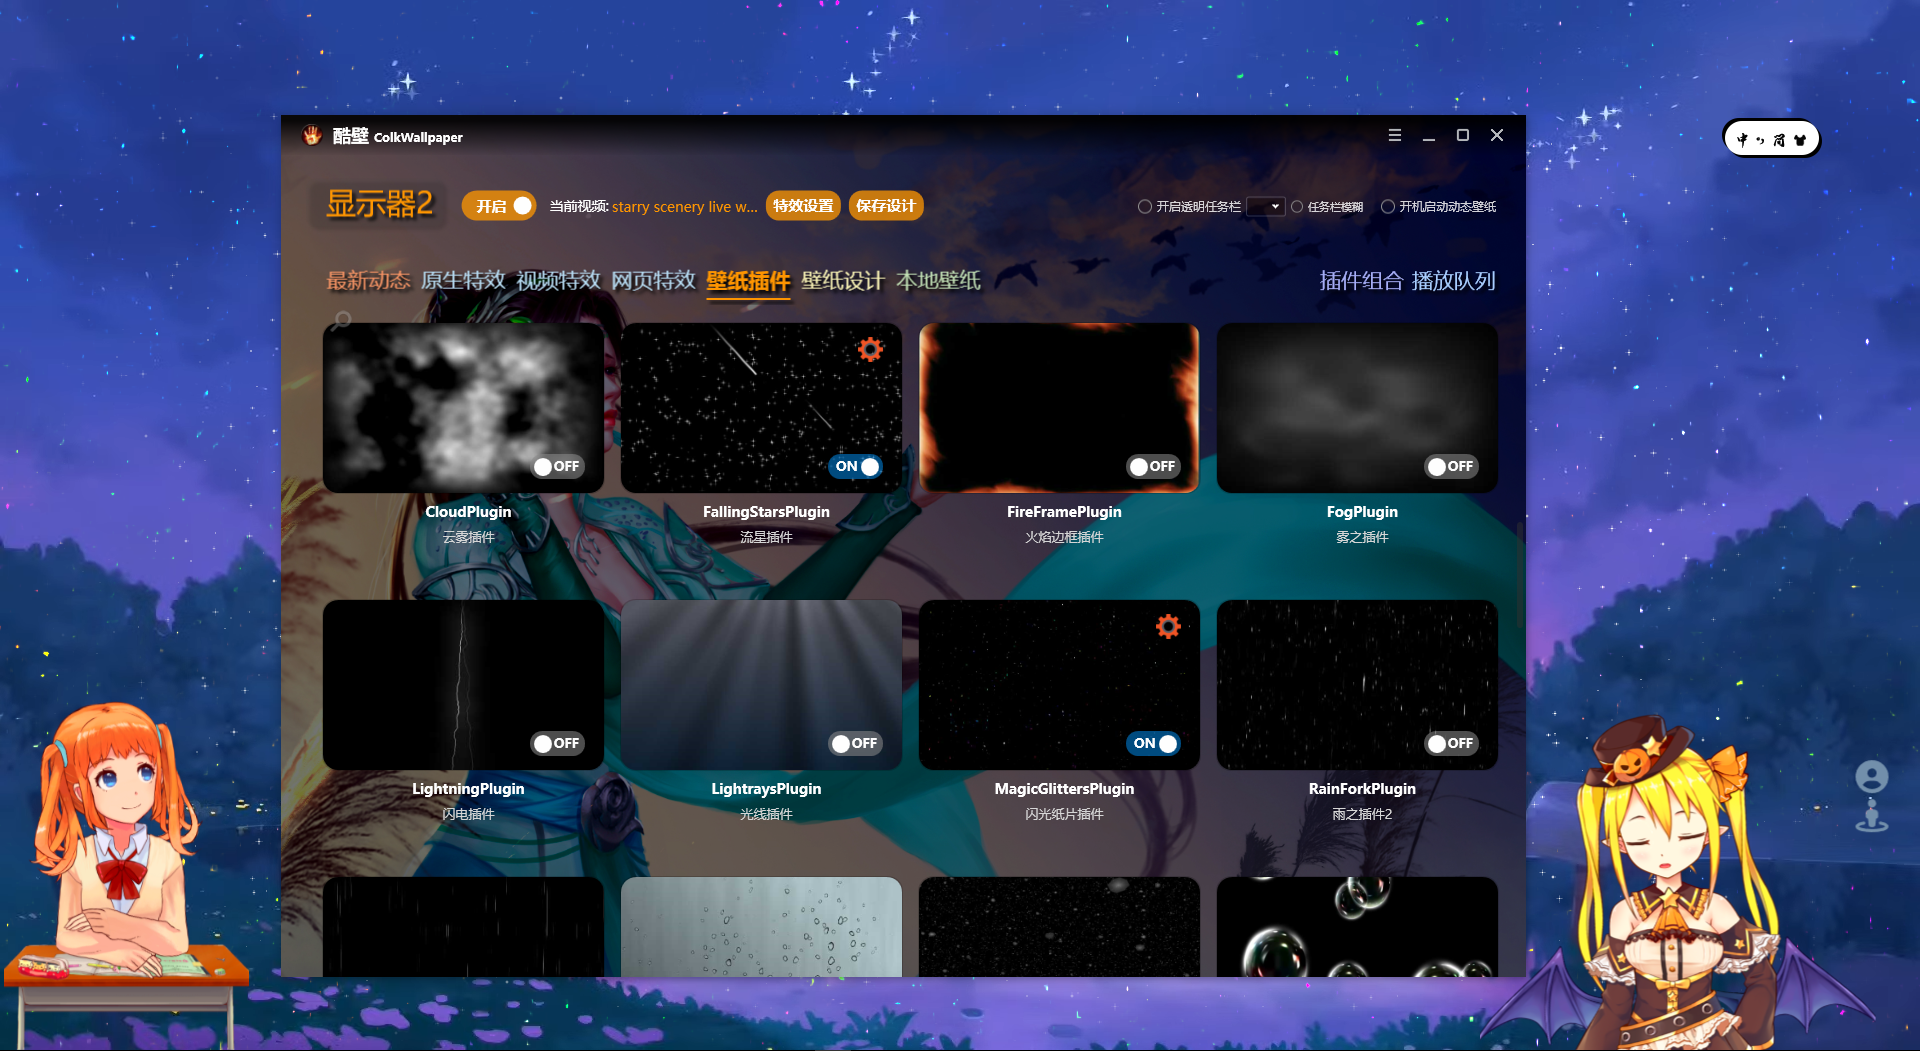 酷壁 ColkWallpaper
中 简
显示器2 开启 当前视频: starry scenery live w... 特效设置 保存设计 开启透明任务栏 任务栏模糊 开机启动动态壁纸
最新动态 原生特效 视频特效 网页特效 壁纸插件 壁纸设计 本地壁纸 插件组合 播放队列
OFF ON OFF OFF
CloudPlugin FallingStarsPlugin FireFramePlugin FogPlugin
云雾插件 流星插件 火焰边框插件 雾之插件
OFF OFF ON OFF
LightningPlugin LightraysPlugin MagicGlittersPlugin RainForkPlugin
闪电插件 光线插件 闪光纸片插件 雨之插件2